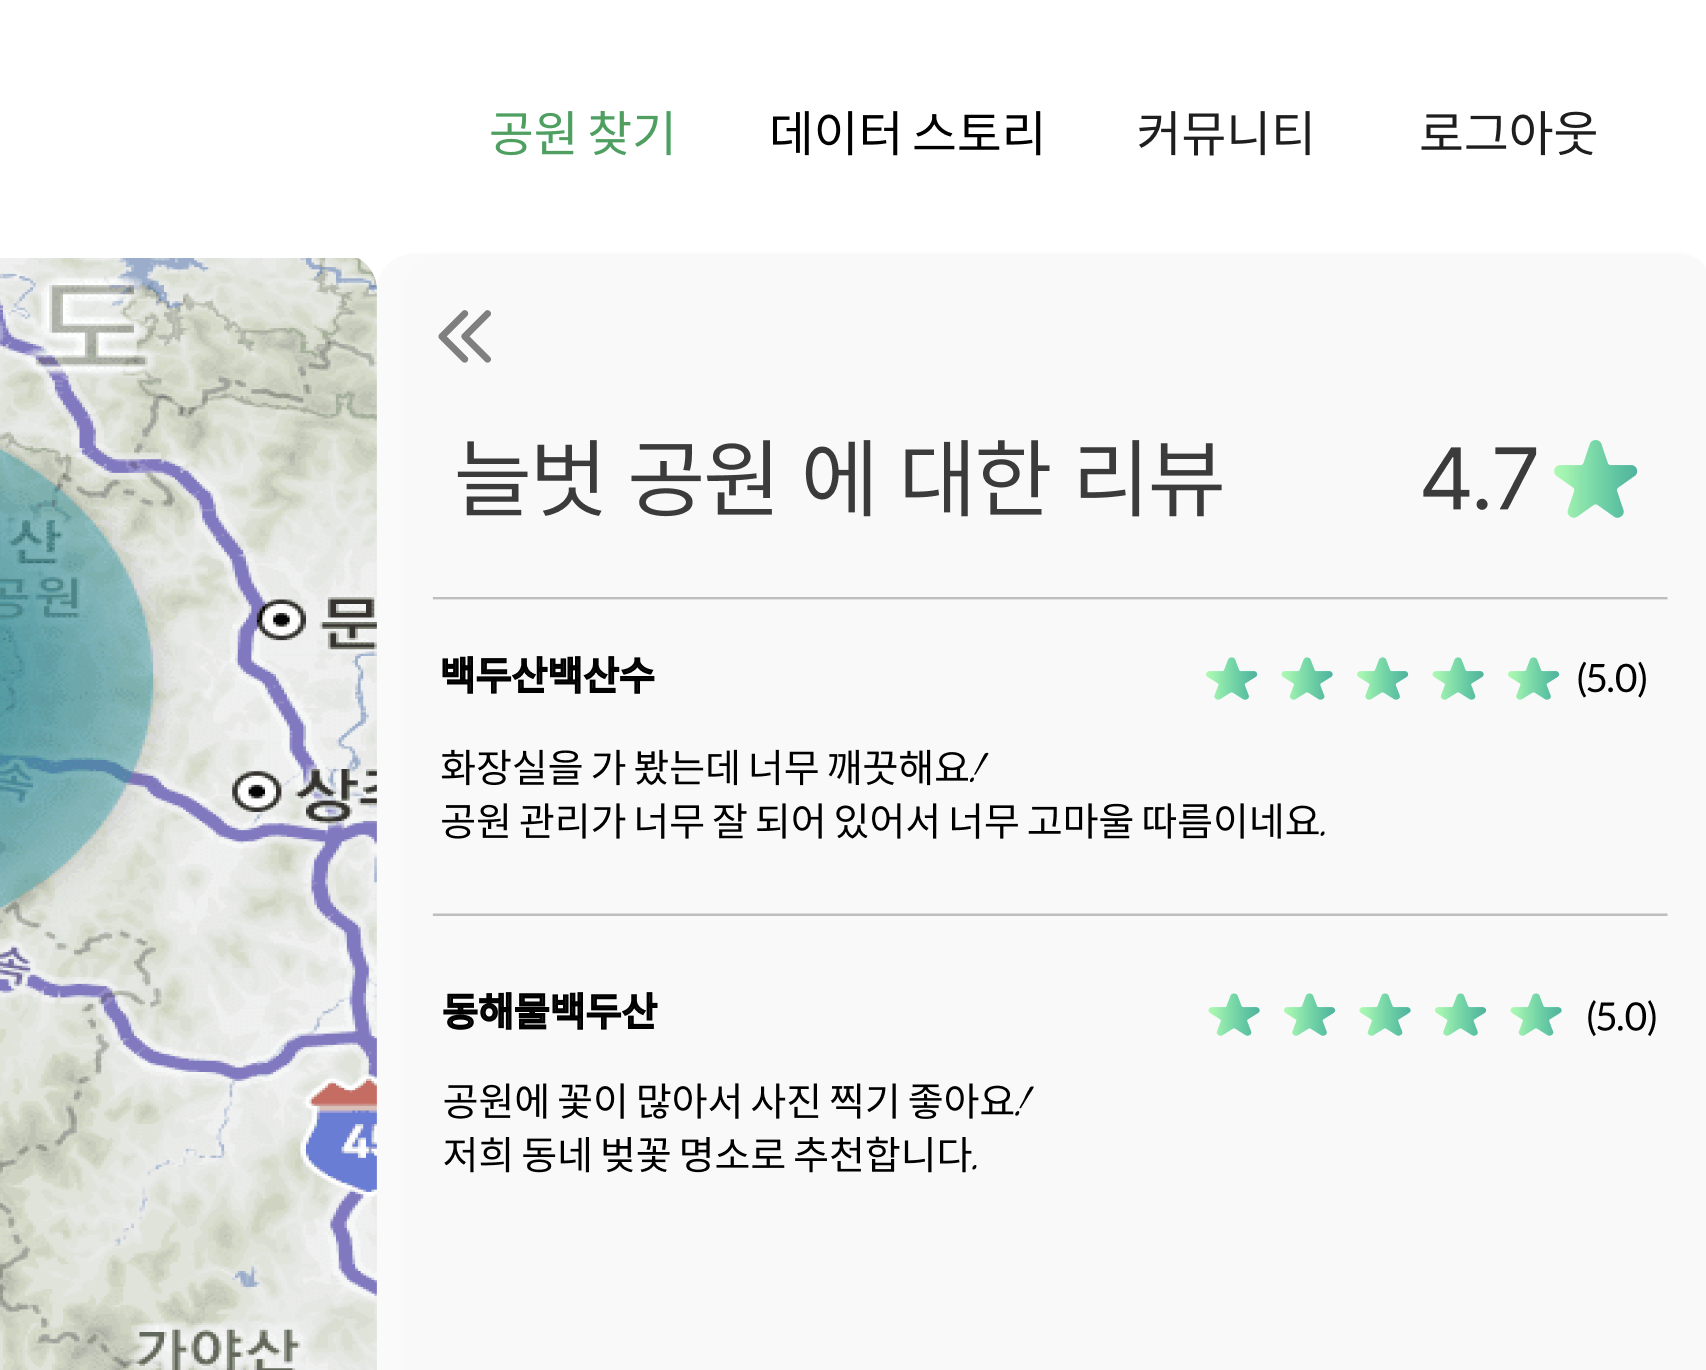 공원 찾기 데이터 스토리 커뮤니티 로그아웃
도
산
공원
문
속
속
45
가야산
늘벗 공원 에 대한 리뷰 4.7
백두산백산수 (5.0)
화장실을 가 봤는데 너무 깨끗해요!
공원 관리가 너무 잘 되어 있어서 너무 고마울 따름이네요.
동해물백두산 (5.0)
공원에 꽃이 많아서 사진 찍기 좋아요!
저희 동네 벚꽃 명소로 추천합니다.